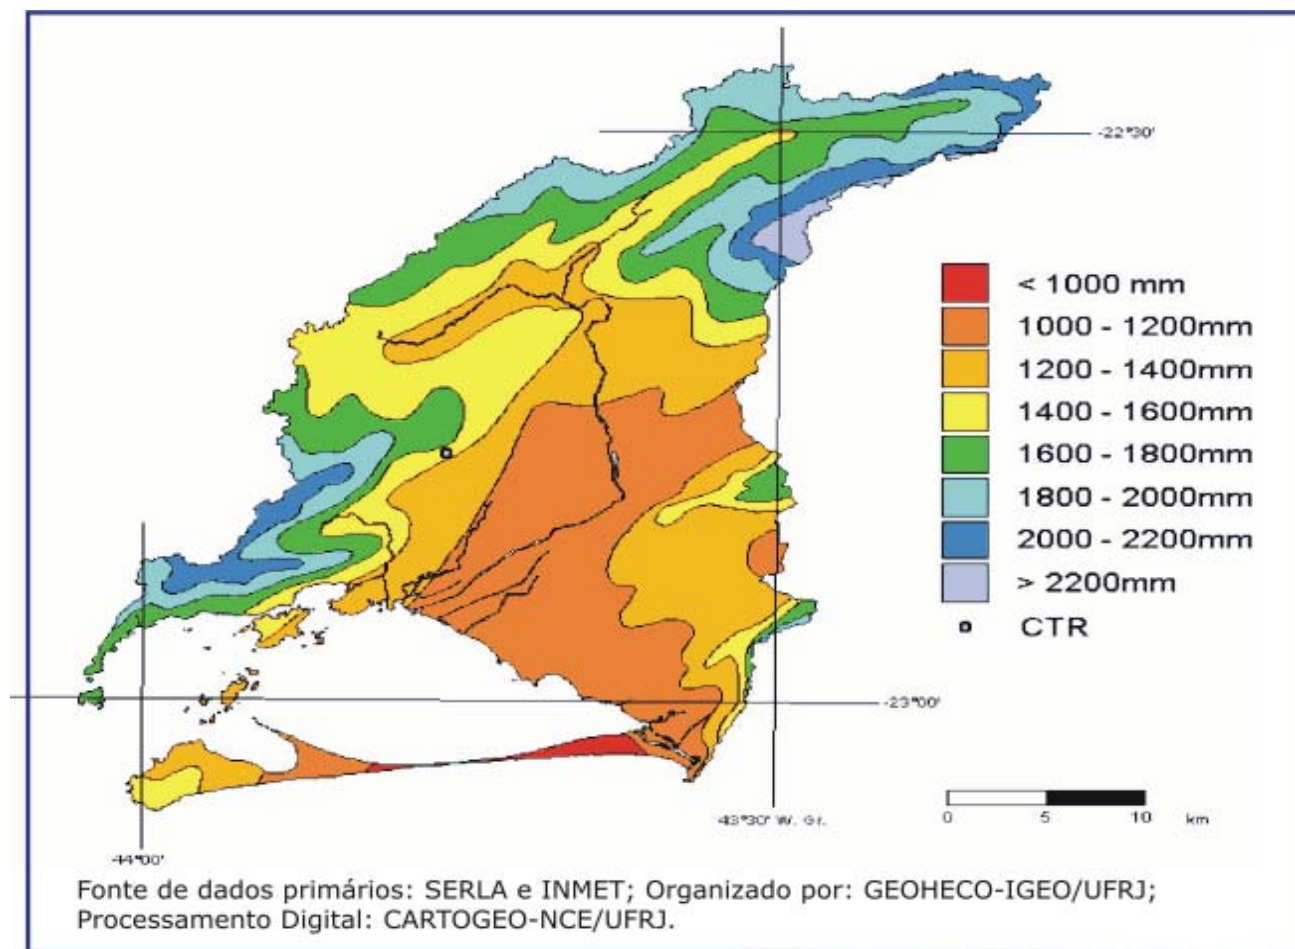 -22°30'
< 1000 mm
1000 - 1200mm
1200 - 1400mm
1400 - 1600mm
1600 - 1800mm
1800 - 2000mm
2000 - 2200mm
> 2200mm
CTR
-23°00'
43°30' W. Gr.
0 5 10 km
44°00'
Fonte de dados primários: SERLA e INMET; Organizado por: GEOHECO-IGEO/UFRJ;
Processamento Digital: CARTOGEO-NCE/UFRJ.